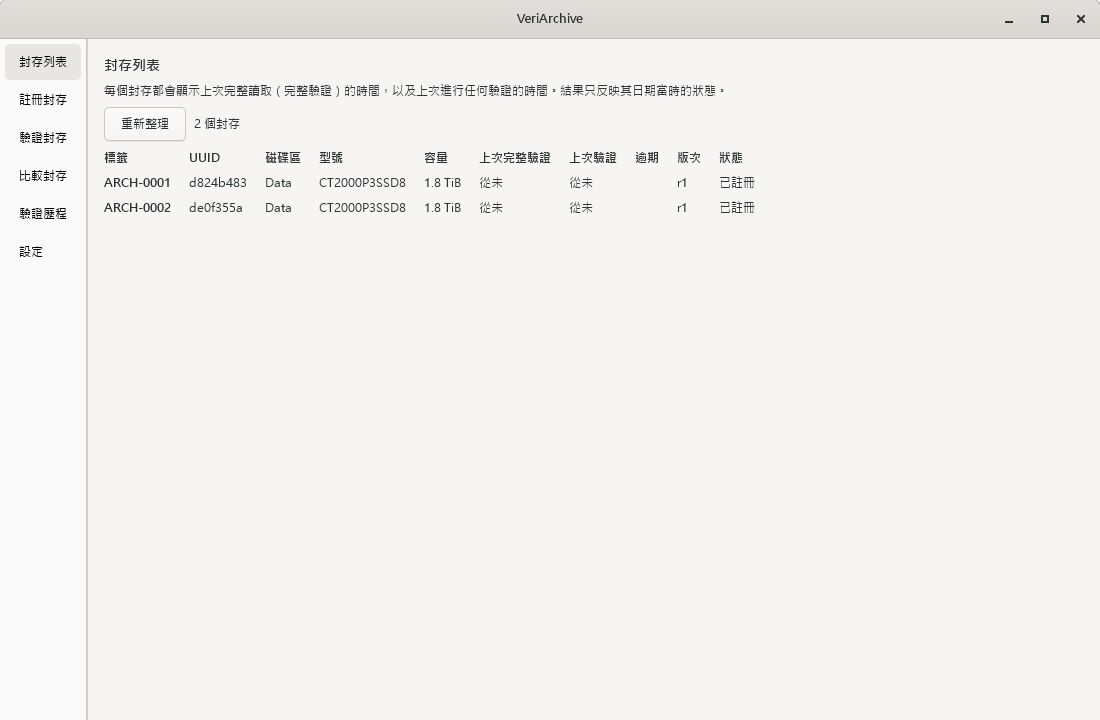 VeriArchive
封存列表
註冊封存
驗證封存
比較封存
驗證歷程
設定
封存列表
每個封存都會顯示上次完整讀取（完整驗證）的時間，以及上次進行任何驗證的時間。結果只反映其日期當時的狀態。
重新整理 2 個封存
標籤 UUID 磁碟區 型號 容量 上次完整驗證 上次驗證 逾期 版次 狀態
ARCH-0001 d824b483 Data CT2000P3SSD8 1.8 TiB 從未 從未 r1 已註冊
ARCH-0002 de0f355a Data CT2000P3SSD8 1.8 TiB 從未 從未 r1 已註冊